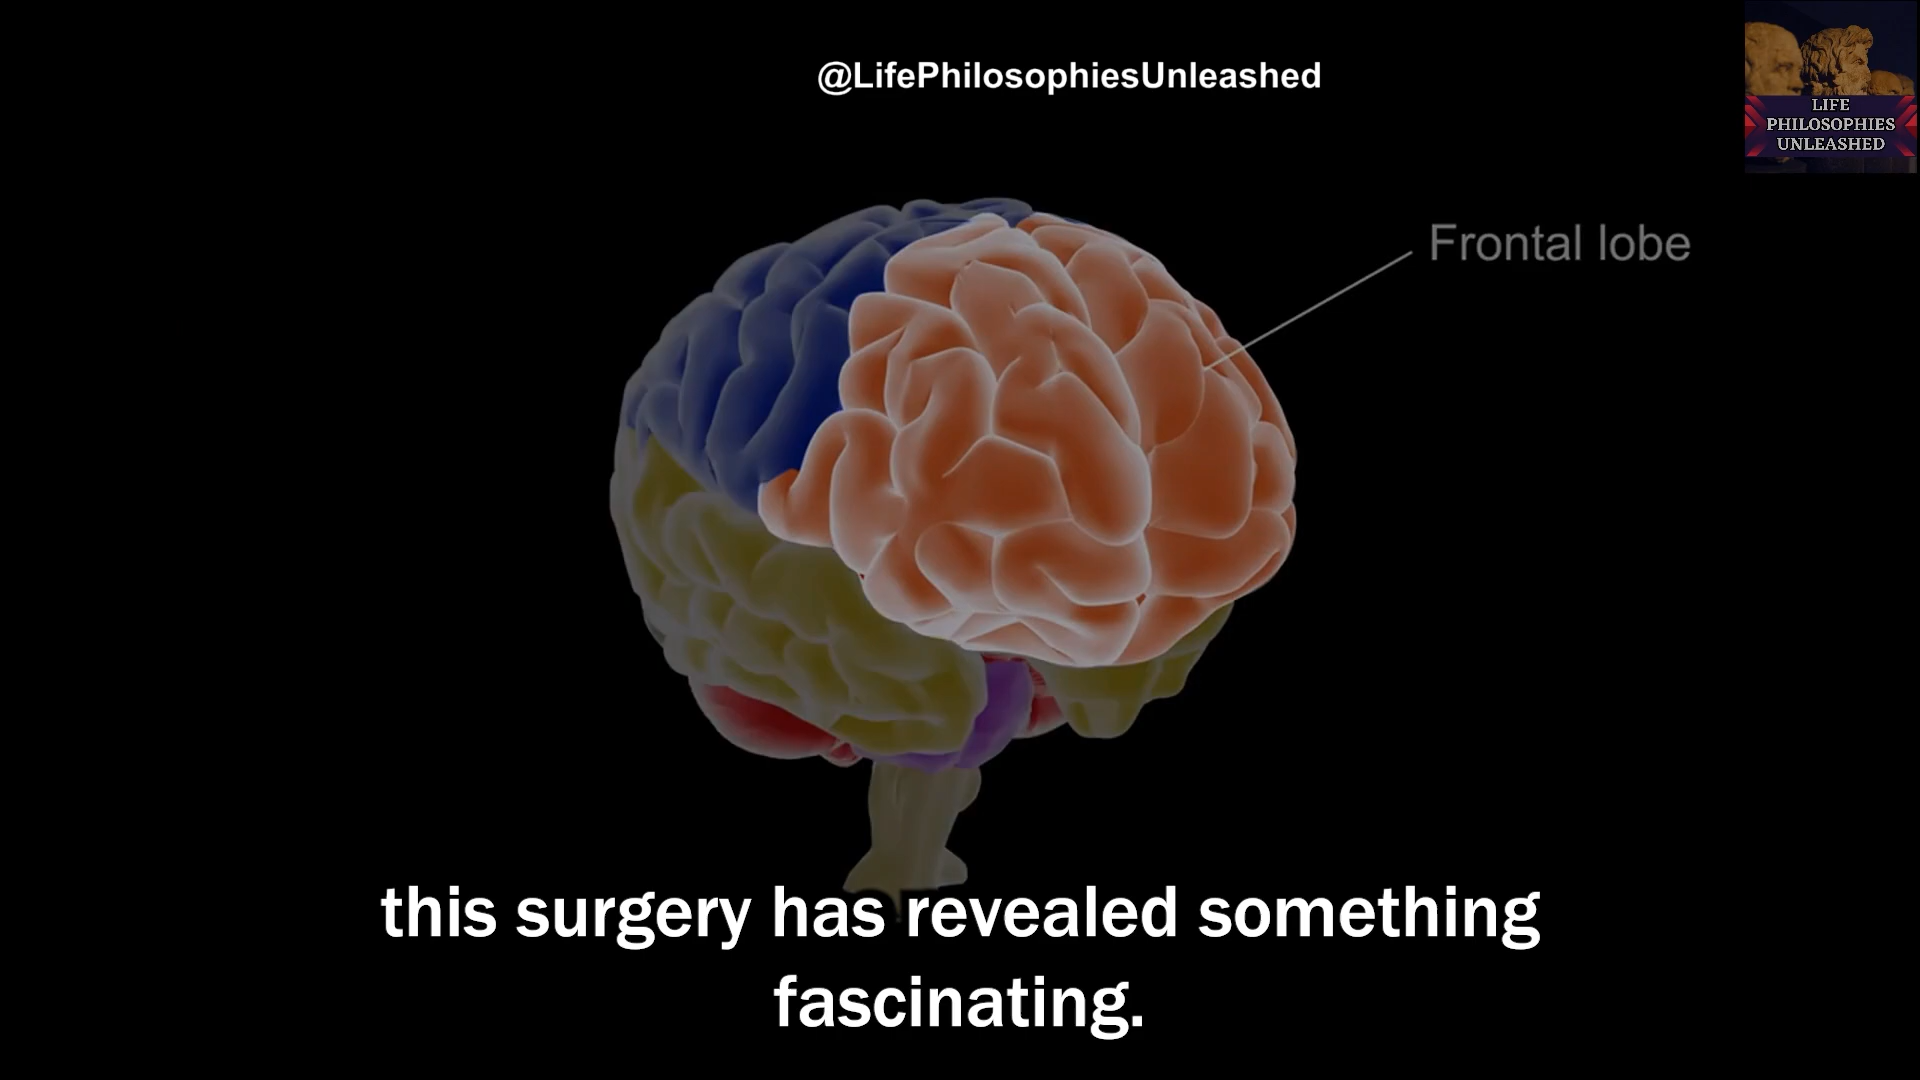 @LifePhilosophiesUnleashed
LIFE
PHILOSOPHIES
UNLEASHED
Frontal lobe
this surgery has revealed something
fascinating.